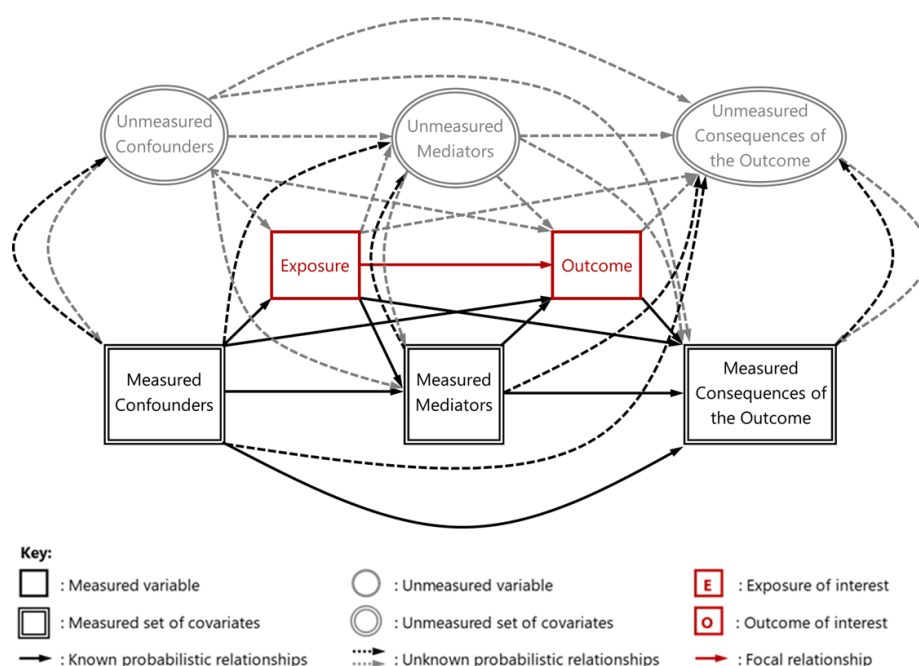 Unmeasured
Confounders
Unmeasured
Mediators
Unmeasured
Consequences of
the Outcome
Exposure
Outcome
Measured
Confounders
Measured
Mediators
Measured
Consequences of
the Outcome
Key:
: Measured variable
: Unmeasured variable
E : Exposure of interest
: Measured set of covariates
: Unmeasured set of covariates
O : Outcome of interest
: Known probabilistic relationships
: Unknown probabilistic relationships
: Focal relationship